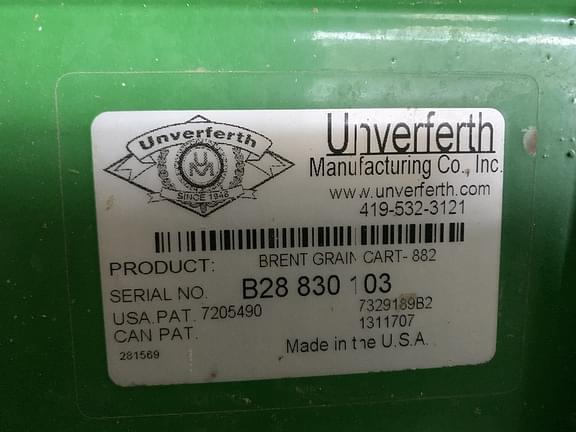 Unverferth
UM
SINCE 1948
Unverferth
Manufacturing Co., Inc.
www.unverferth.com
419-532-3121
PRODUCT: BRENT GRAIN CART- 882
SERIAL NO. B28 830 103
USA.PAT. 7205490 7329189B2
CAN PAT. 1311707
281569 Made in the U.S.A.